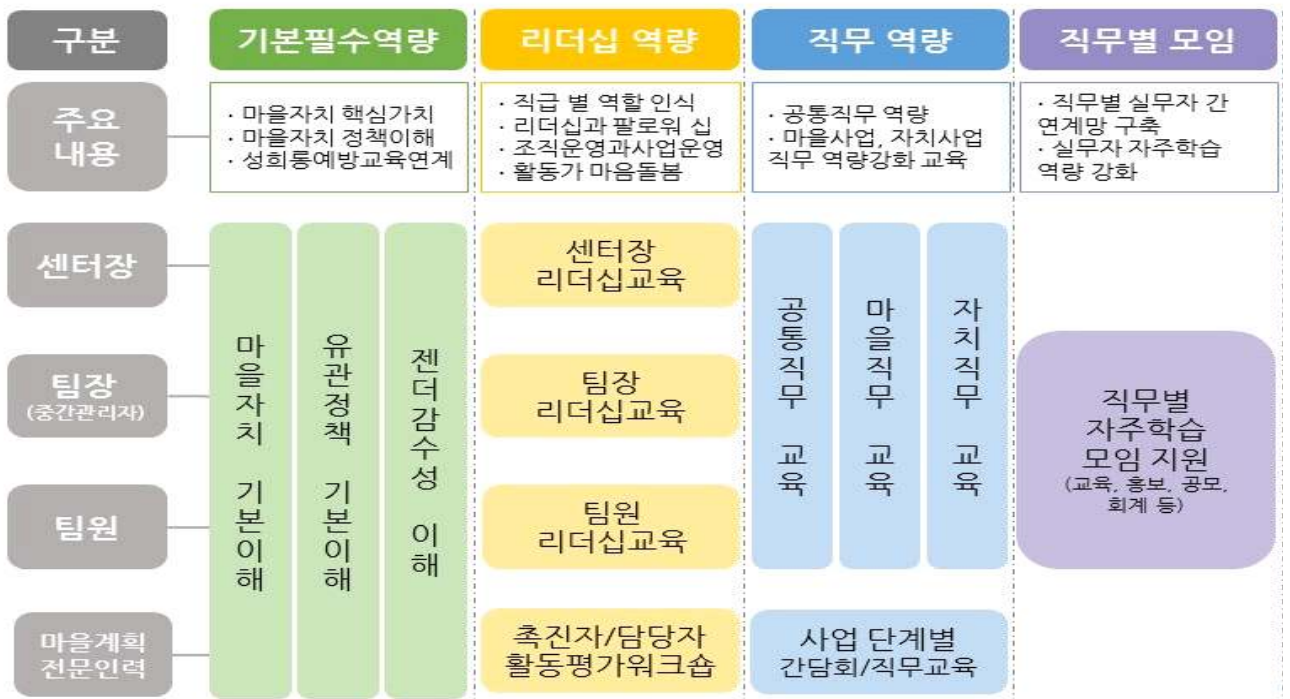 구분
기본필수역량
리더십 역량
직무 역량
직무별 모임
주요
내용
· 마을자치 핵심가치
· 마을자치 정책이해
· 성희롱예방교육연계
· 직급 별 역할 인식
· 리더십과 팔로워 십
· 조직운영과사업운영
· 활동가 마음돌봄
· 공통직무 역량
· 마을사업, 자치사업
직무 역량강화 교육
· 직무별 실무자 간
연계망 구축
· 실무자 자주학습
역량 강화
센터장
팀장
(중간관리자)
팀원
마을계획
전문인력
마을자치 기본이해
유관정책 기본이해
젠더감수성 이해
센터장
리더십교육
팀장
리더십교육
팀원
리더십교육
촉진자/담당자
활동평가워크숍
공통직무 교육
마을직무 교육
자치직무 교육
사업 단계별
간담회/직무교육
직무별
자주학습
모임 지원
(교육, 홍보, 공모,
회계 등)